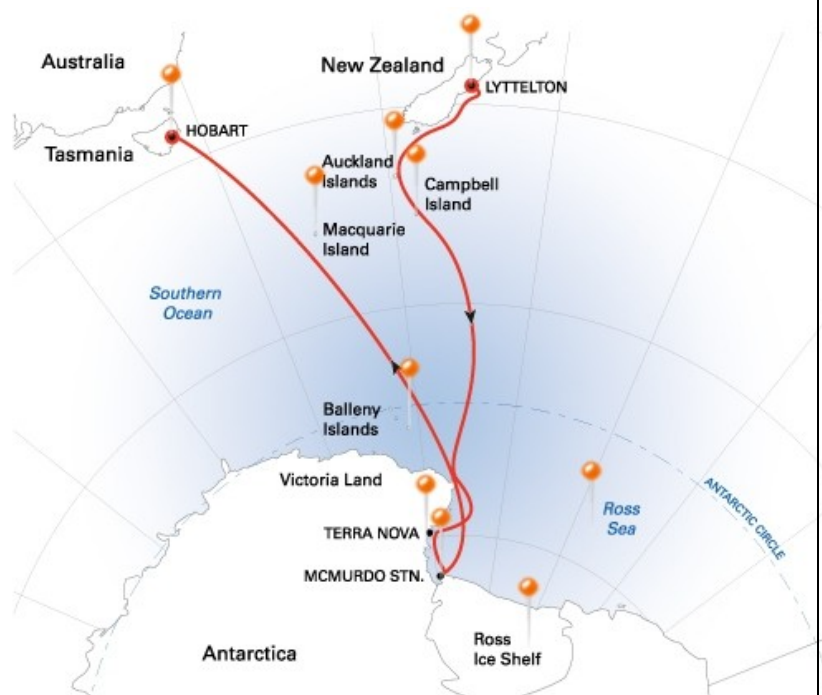 Australia
New Zealand
LYTTELTON
HOBART
Tasmania
Auckland
Islands
Campbell
Island
Macquarie
Island
Southern
Ocean
Balleny
Islands
Victoria Land
ANTARCTIC CIRCLE
Ross
Sea
TERRA NOVA
MCMURDO STN.
Ross
Ice Shelf
Antarctica